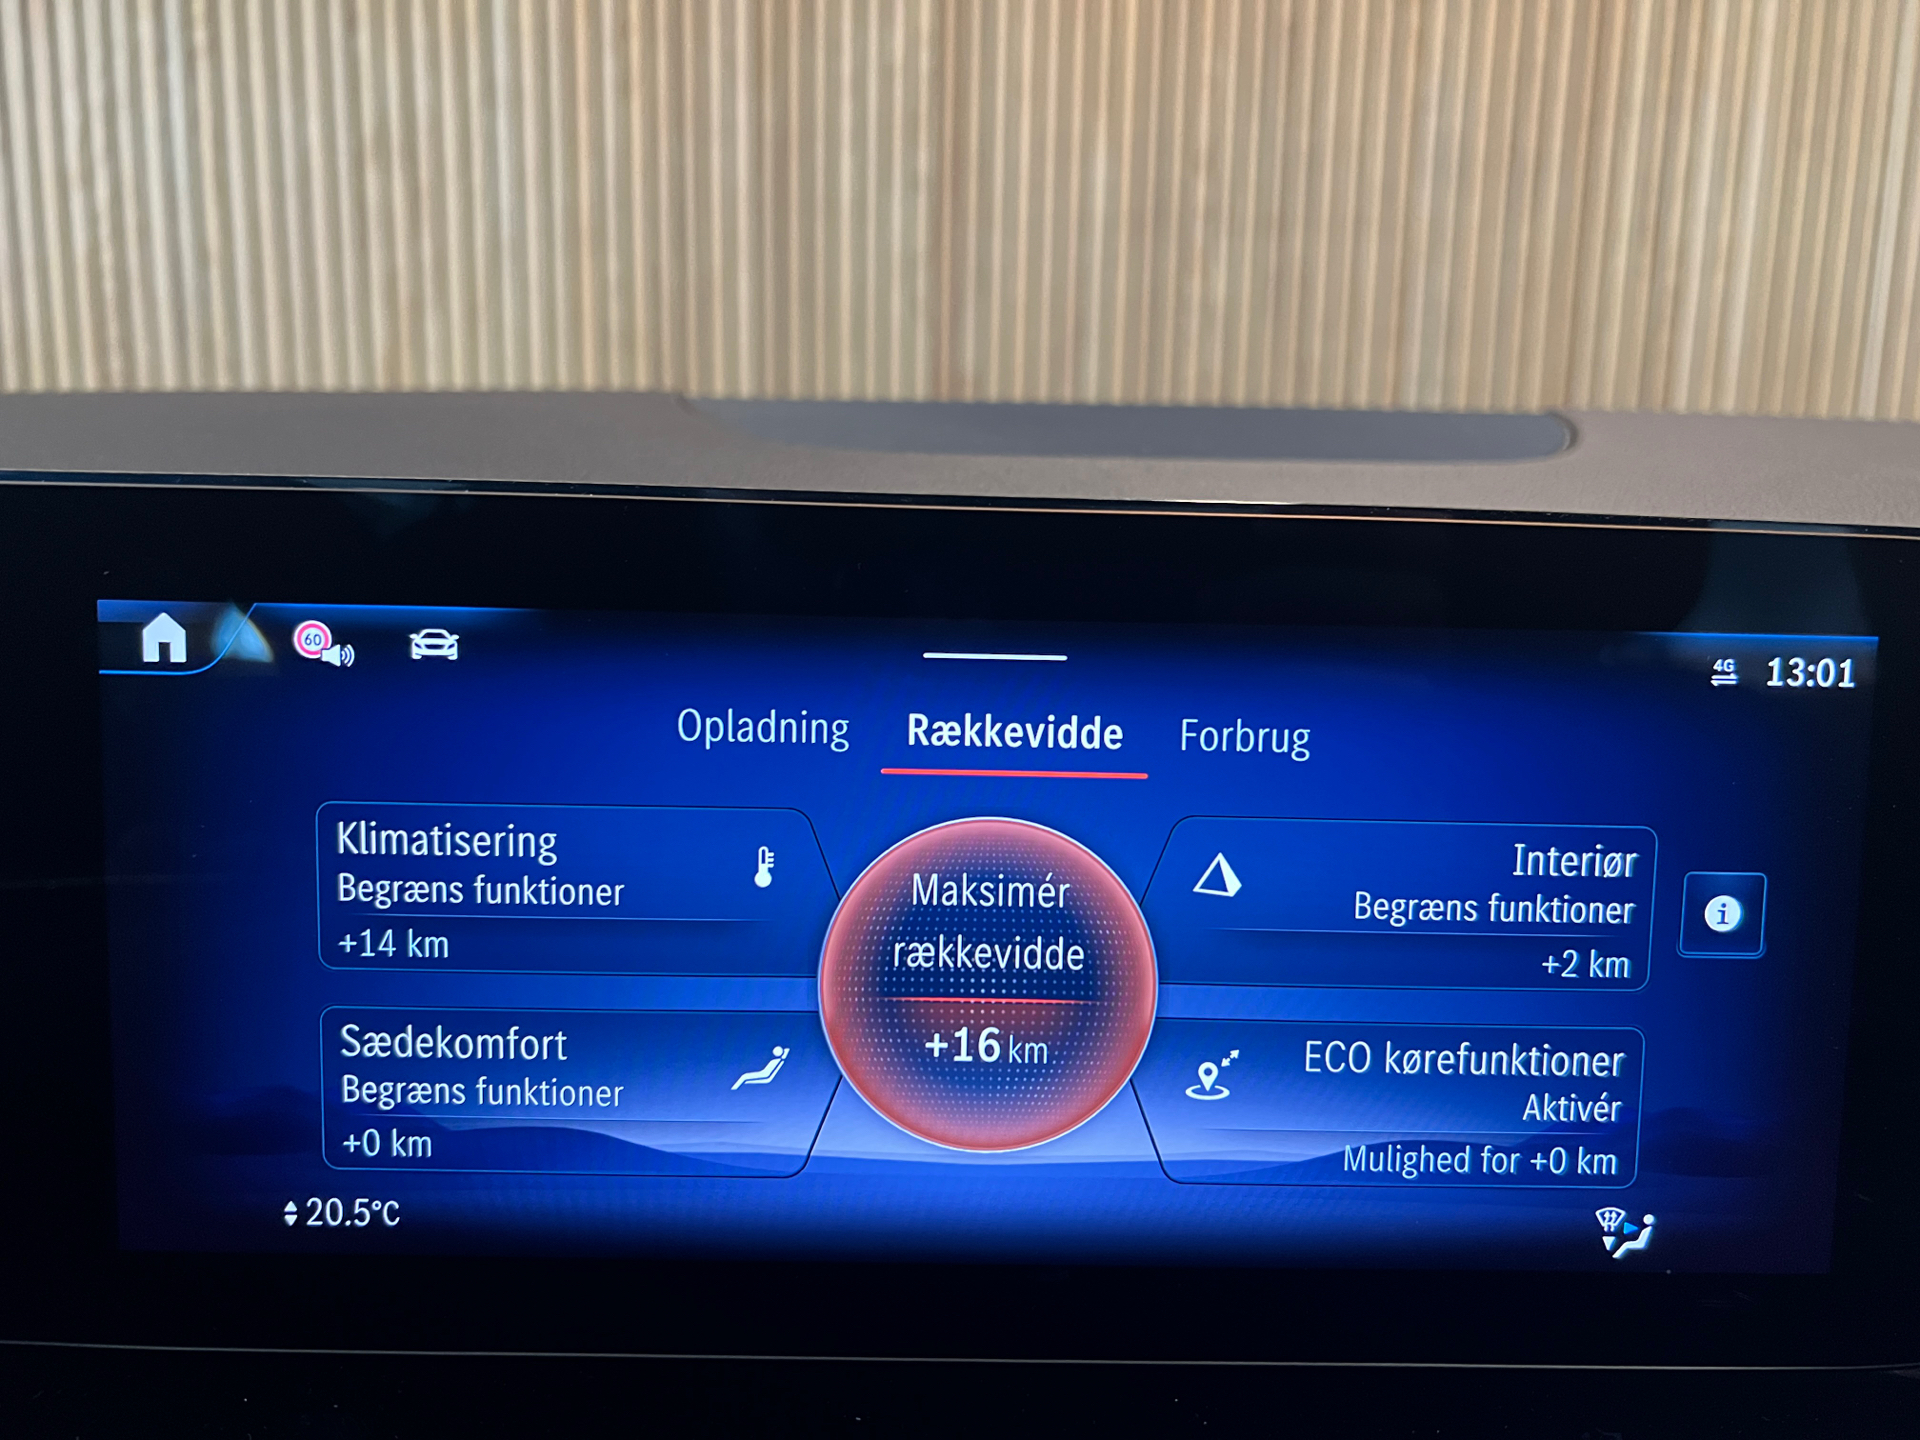 60
4G
13:01
Opladning
Rækkevidde
Forbrug
Klimatisering
Begræns funktioner
+14 km
Maksimér
rækkevidde
+16 km
Interiør
Begræns funktioner
+2 km
i
Sædekomfort
Begræns funktioner
+0 km
ECO kørefunktioner
Aktivér
Mulighed for +0 km
20.5°C